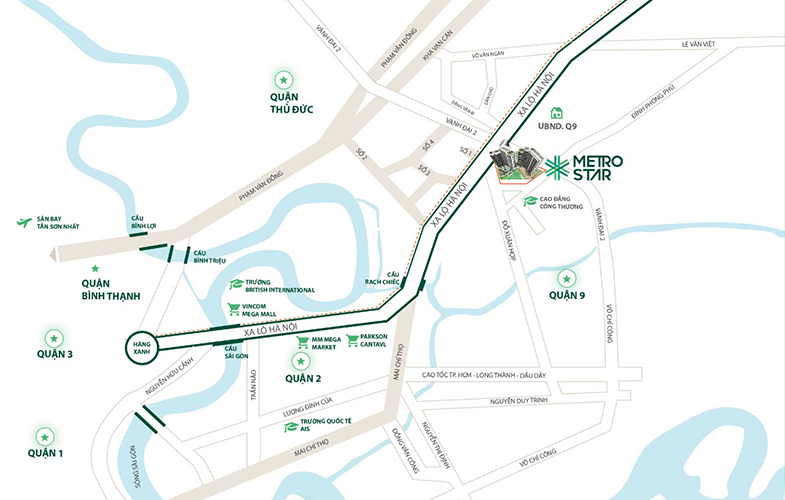 VÀNH ĐAI 2
PHẠM VĂN ĐỒNG
KHA VẠN CÂN
VÕ VĂN NGÂN
LÊ VĂN VIỆT
QUẬN
THỦ ĐỨC
ĐẶNG VĂN BI
DÂN CHỦ
XA LỘ HÀ NỘI
ĐÌNH PHONG PHÚ
VÀNH ĐAI 2
UBND. Q9
SỐ 2
SỐ 4
SỐ 1
SỐ 3
METRO
STAR
PHẠM VĂN ĐỒNG
XA LỘ HÀ NỘI
CAO ĐẲNG
CÔNG THƯƠNG
VÀNH ĐAI 2
SÂN BAY
TÂN SƠN NHẤT
CẦU
BÌNH LỢI
CẦU
BÌNH TRIỆU
ĐỖ XUÂN HỢP
CẦU
RẠCH CHIẾC
QUẬN
BÌNH THẠNH
TRƯỜNG
BRITISH INTERNATIONAL
QUẬN 9
VINCOM
MEGA MALL
VÕ CHÍ CÔNG
XA LỘ HÀ NỘI
HÀNG
XANH
QUẬN 3
CẦU
SÀI GÒN
MM MEGA
MARKET
PARKSON
CANTAVL
MAI CHÍ THỌ
NGUYỄN HỮU CẢNH
TRẦN NÃO
QUẬN 2
CAO TỐC TP. HCM - LONG THÀNH - DẦU DÂY
LƯƠNG ĐÌNH CỦA
NGUYỄN DUY TRINH
TRƯỜNG QUỐC TẾ
AIS
QUẬN 1
SÔNG SÀI GÒN
MAI CHÍ THỌ
ĐỒNG VĂN CỐNG
NGUYỄN THỊ ĐỊNH
VÕ CHÍ CÔNG